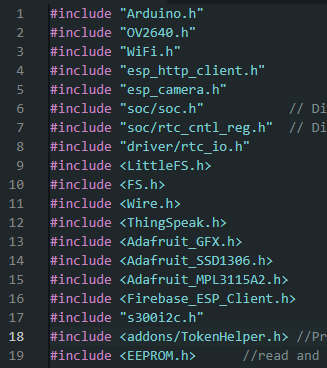 1 #include "Arduino.h"
2 #include "OV2640.h"
3 #include "WiFi.h"
4 #include "esp_http_client.h"
5 #include "esp_camera.h"
6 #include "soc/soc.h" // Di
7 #include "soc/rtc_cntl_reg.h" // Di
8 #include "driver/rtc_io.h"
9 #include <LittleFS.h>
10 #include <FS.h>
11 #include <Wire.h>
12 #include <ThingSpeak.h>
13 #include <Adafruit_GFX.h>
14 #include <Adafruit_SSD1306.h>
15 #include <Adafruit_MPL3115A2.h>
16 #include <Firebase_ESP_Client.h>
17 #include "s300i2c.h"
18 #include <addons/TokenHelper.h> //Pr
19 #include <EEPROM.h> //read and